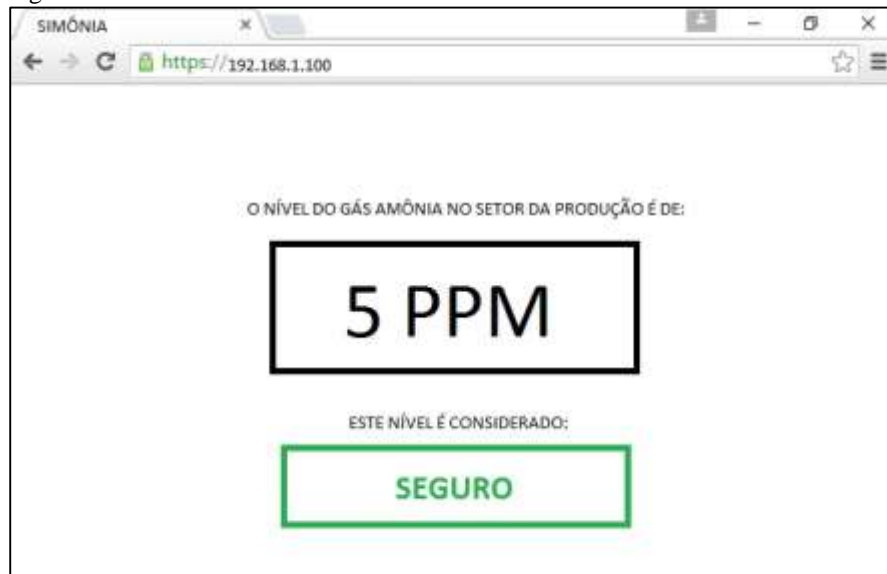 SIMÔNIA
https://192.168.1.100
O NÍVEL DO GÁS AMÔNIA NO SETOR DA PRODUÇÃO É DE:
5 PPM
ESTE NÍVEL É CONSIDERADO:
SEGURO